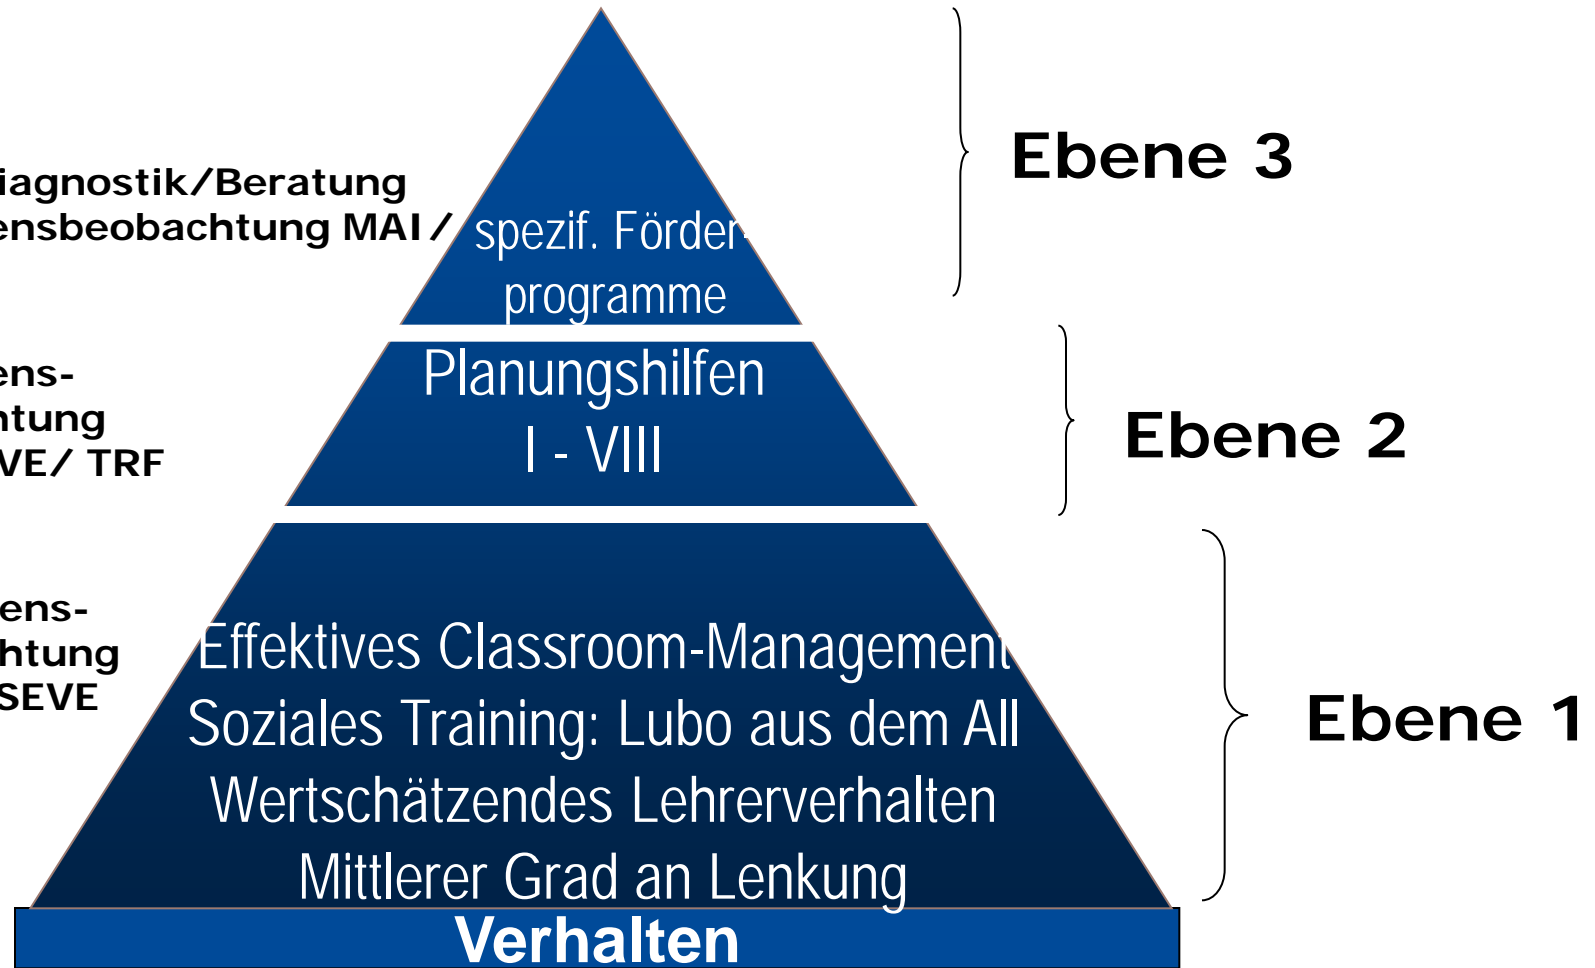 Ebene 3
iagnostik/Beratung
ensbeobachtung MAI/
spezif. Förder-
programme
ens-
htung
VE/ TRF
Planungshilfen
I - VIII
Ebene 2
ens-
htung
SEVE
Effektives Classroom-Management
Soziales Training: Lubo aus dem All
Wertschätzendes Lehrerverhalten
Mittlerer Grad an Lenkung
Ebene 1
Verhalten